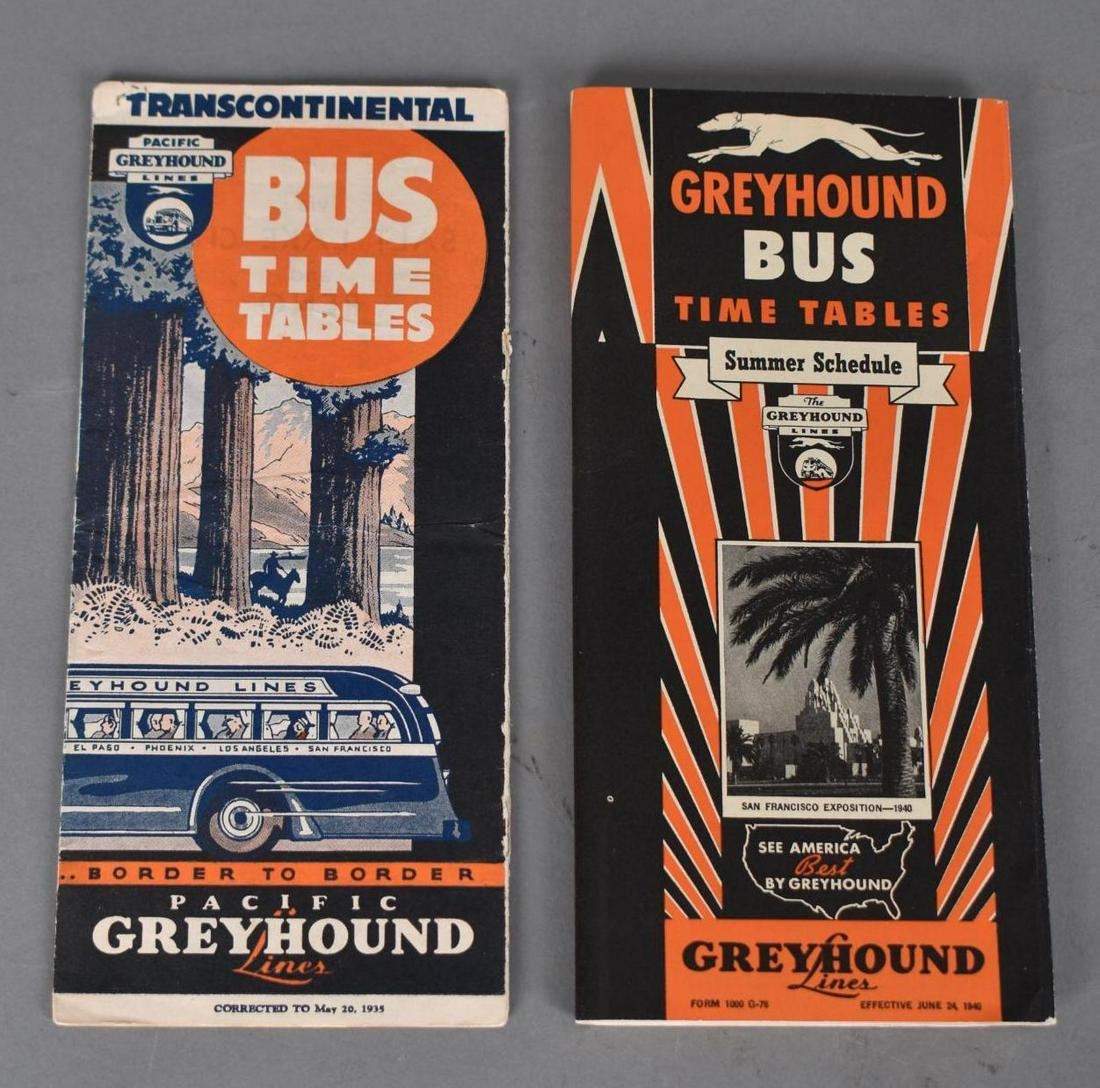 TRANSCONTINENTAL
PACIFIC
GREYHOUND
LINES
BUS
TIME
TABLES
EYHOUND LINES
EL PASO • PHOENIX • LOS ANGELES • SAN FRANCISCO
..BORDER TO BORDER
PACIFIC
GREYHOUND
Lines
CORRECTED TO May 20, 1935
GREYHOUND
BUS
TIME TABLES
Summer Schedule
The
GREYHOUND
LINES
SAN FRANCISCO EXPOSITION—1940
SEE AMERICA
Best
BY GREYHOUND
GREYHOUND
Lines
FORM 1000 G-76 EFFECTIVE JUNE 24, 1940